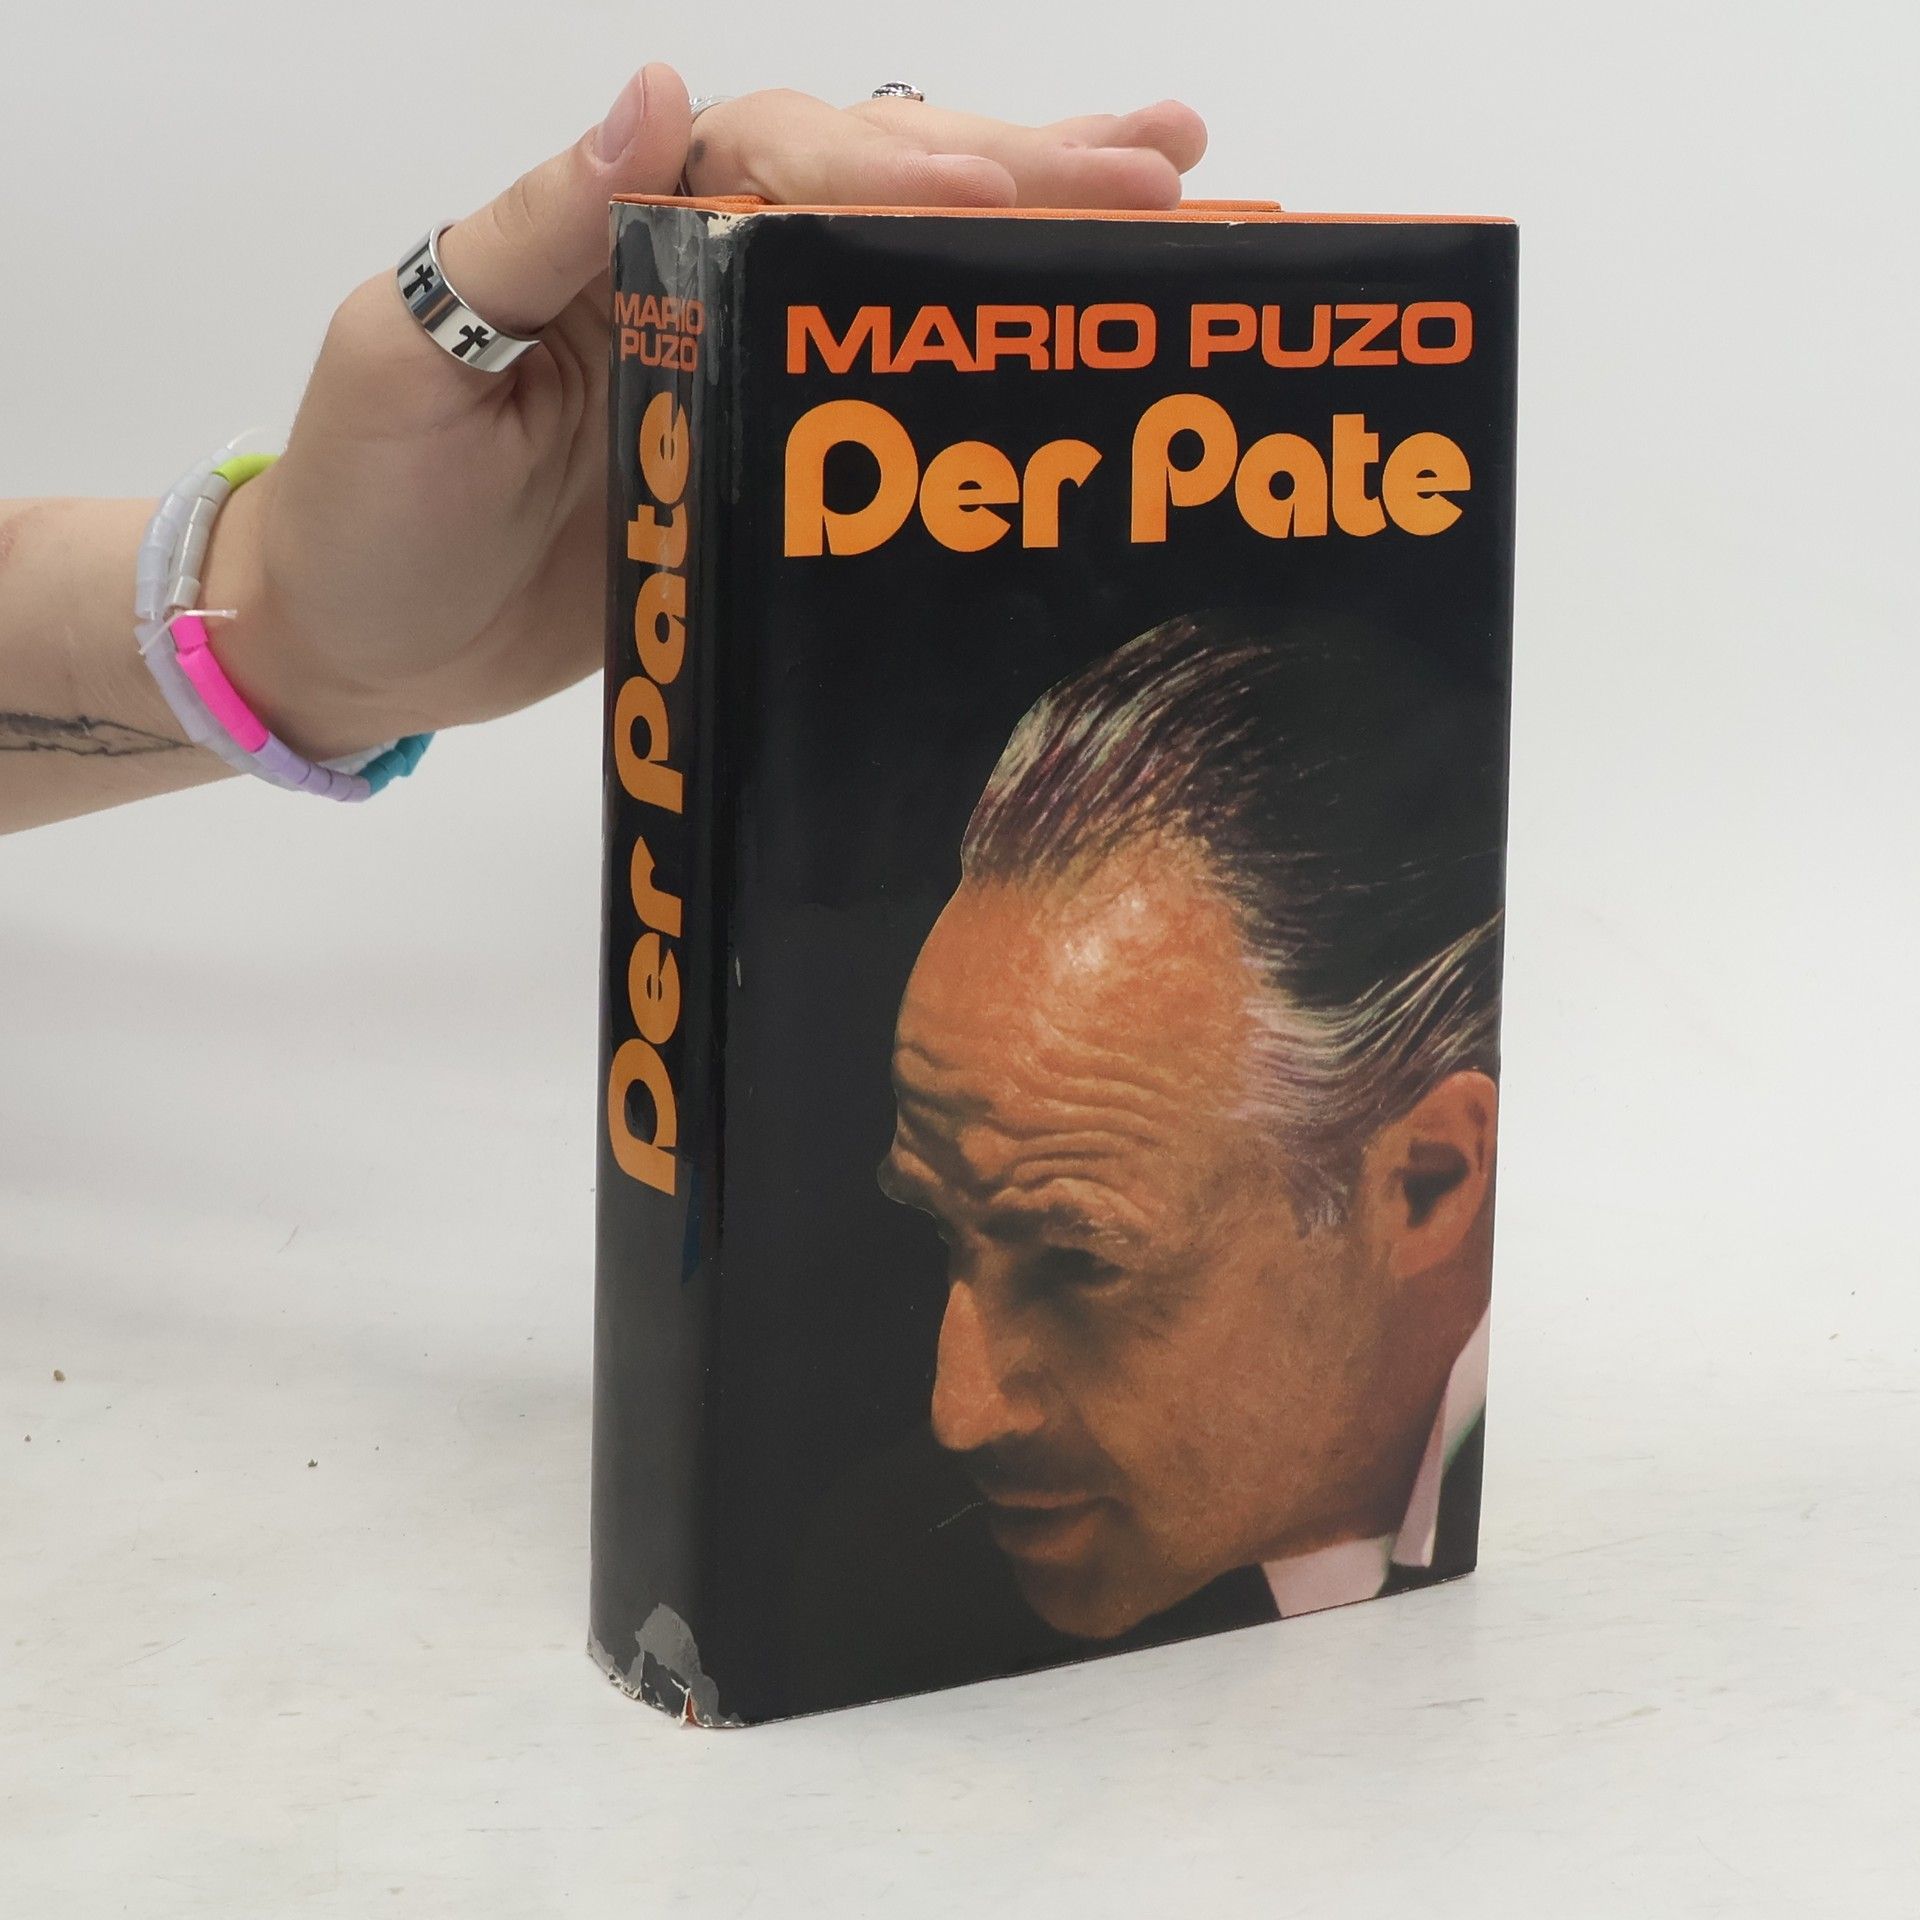 MARIO
PUZO
Der Pate
MARIO PUZO
Der Pate